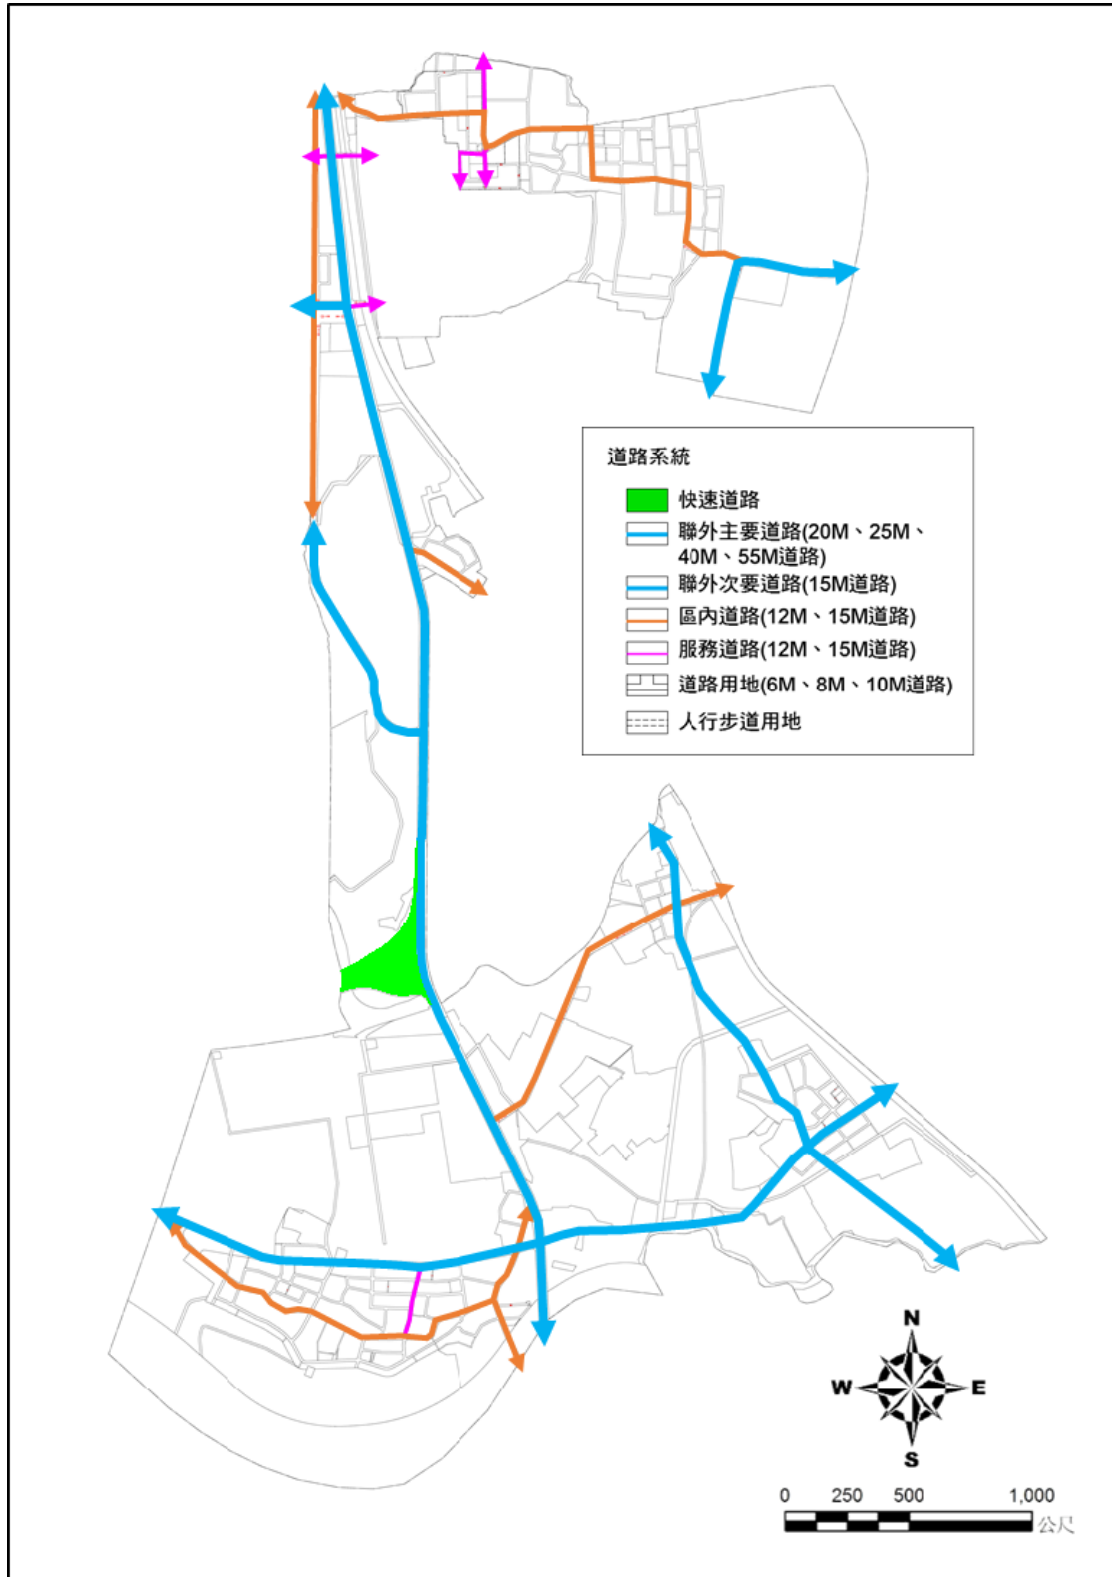 道路系統
快速道路
聯外主要道路(20M、25M、
40M、55M道路)
聯外次要道路(15M道路)
區內道路(12M、15M道路)
服務道路(12M、15M道路)
道路用地(6M、8M、10M道路)
人行步道用地
N
W E
S
0 250 500 1,000
公尺